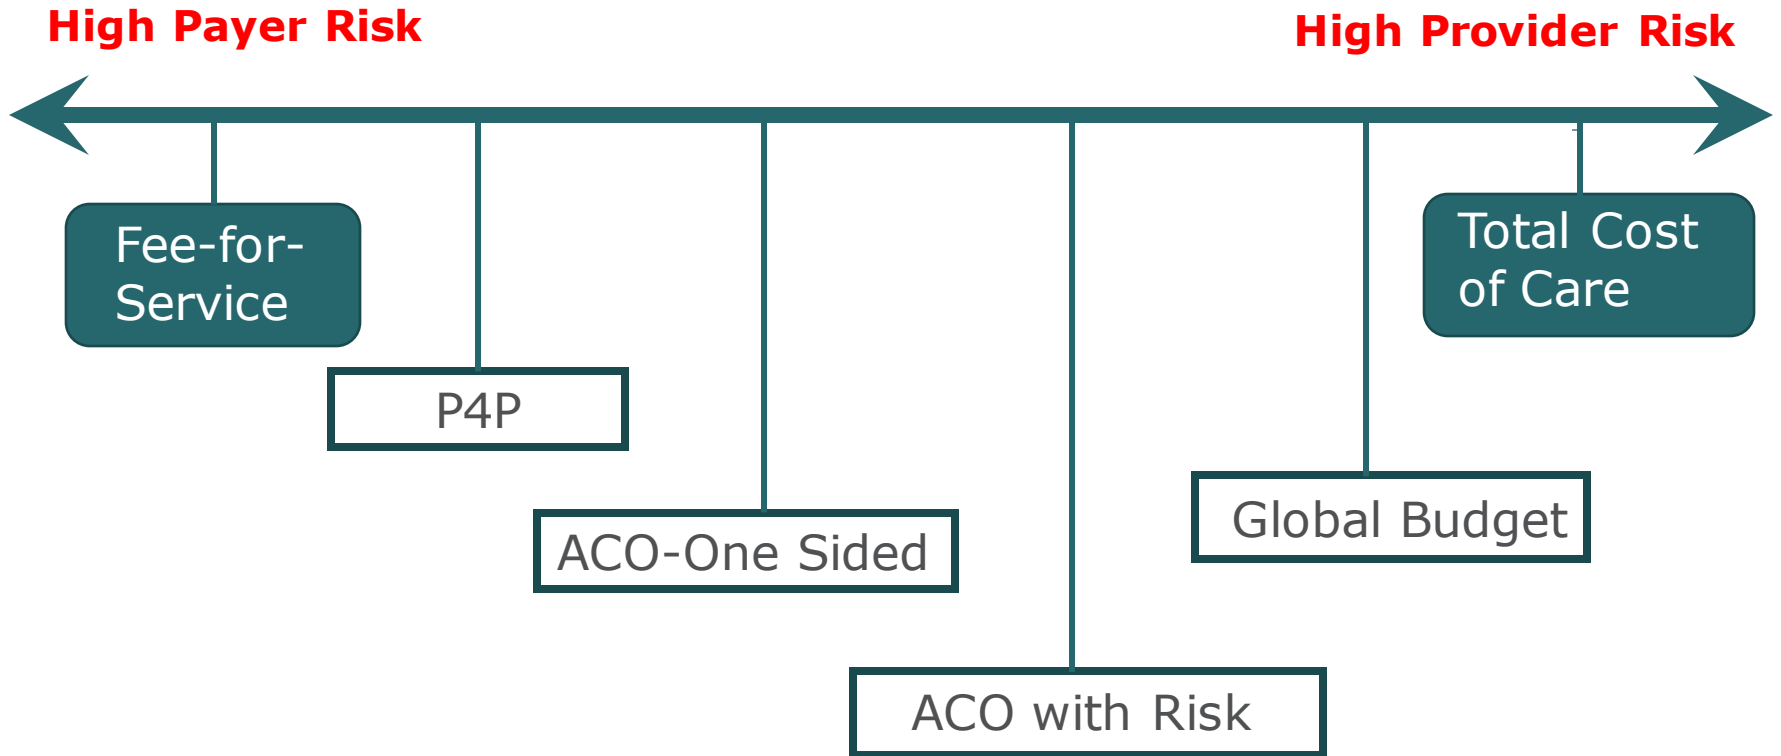 High Payer Risk
High Provider Risk
Fee-for-
Service
Total Cost
of Care
P4P
Global Budget
ACO-One Sided
ACO with Risk